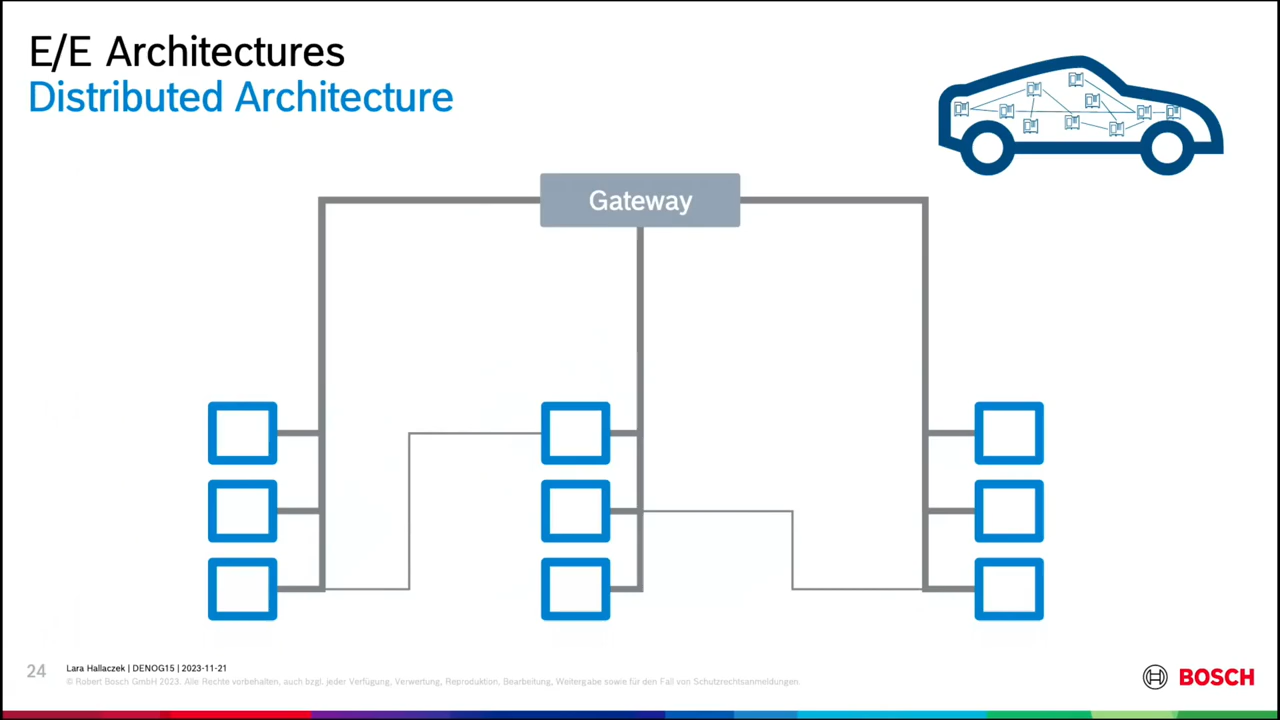 E/E Architectures
Distributed Architecture
Gateway
24
Lara Hallaczek | DENOG15 | 2023-11-21
© Robert Bosch GmbH 2023. Alle Rechte vorbehalten, auch bzgl. jeder Verfügung, Verwertung, Reproduktion, Bearbeitung, Weitergabe sowie für den Fall von Schutzrechtsanmeldungen.
BOSCH